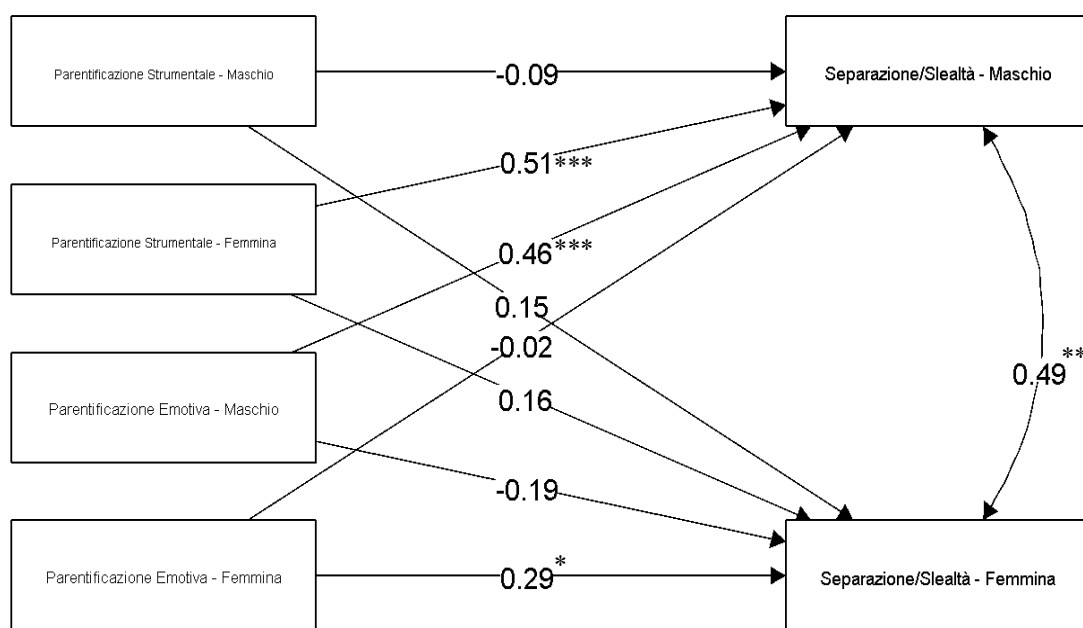 Parentificazione Strumentale - Maschio
-0.09
Separazione/Slealtà - Maschio
0.51***
Parentificazione Strumentale - Femmina
0.46***
0.15
-0.02
0.49**
Parentificazione Emotiva - Maschio
0.16
-0.19
Parentificazione Emotiva - Femmina
0.29*
Separazione/Slealtà - Femmina